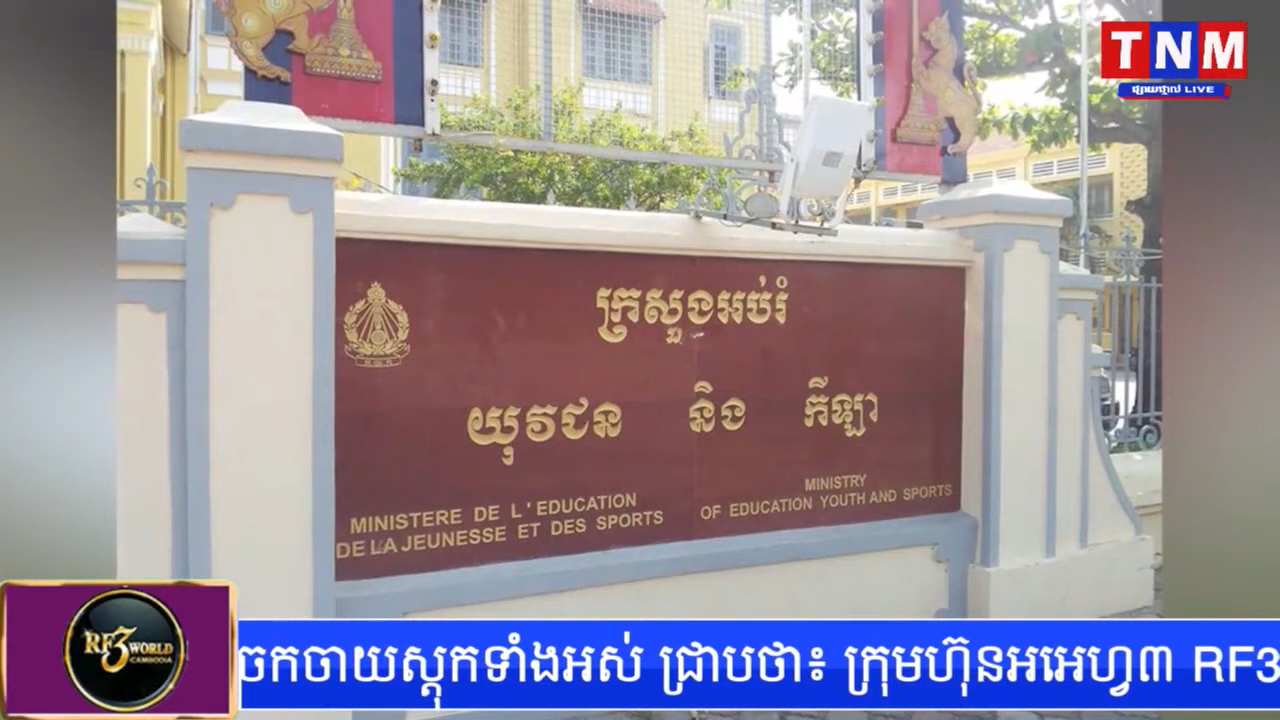 TNM
ផ្សាយផ្ទាល់ LIVE
ក្រសួងអប់រំ
យុវជន និង កីឡា
MINISTERE DE L'EDUCATION
DE LA JEUNESSE ET DES SPORTS
MINISTRY
OF EDUCATION YOUTH AND SPORTS
RF3 WORLD
CAMBODIA
ចែកចាយស្តុកទាំងអស់ ជ្រាបថា៖ ក្រុមហ៊ុនអអេហ្វ៣ RF3